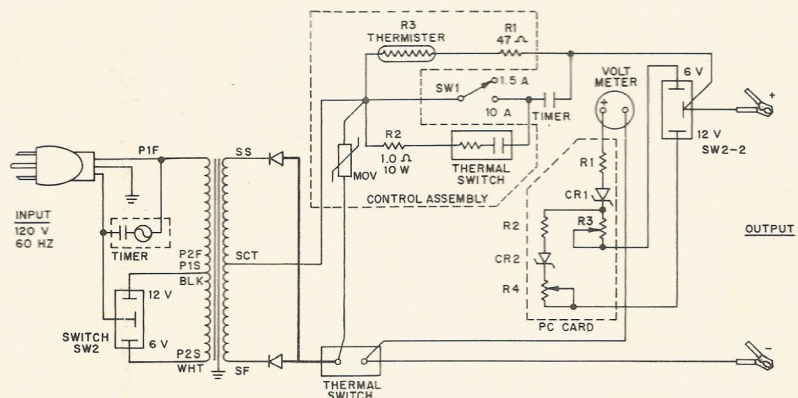 R3
THERMISTER
R1
47 Ω
1.5 A
SW1
10 A
TIMER
R2
1.0 Ω
10 W
THERMAL
SWITCH
MOV
CONTROL ASSEMBLY
VOLT
METER
+
-
6 V
12 V
SW2-2
+
P1F
SS
INPUT
120 V
60 HZ
TIMER
P2F
P1S
BLK
SCT
12 V
6 V
SWITCH
SW2
P2S
WHT
SF
THERMAL
SWITCH
R1
CR1
R2
R3
CR2
R4
PC CARD
OUTPUT
-